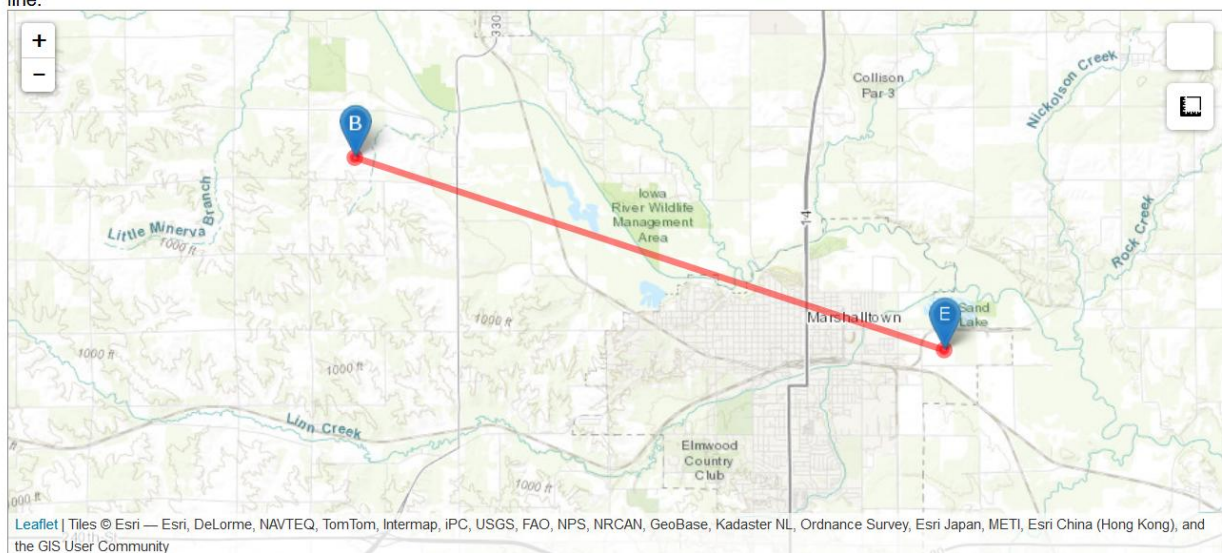 line.
+
−
330
Collison
Par 3
Nickolson Creek
B
Iowa
River Wildlife
Management
Area
14
Little Minerva Branch
1000 ft
Rock Creek
E
Sand
Lake
Marshalltown
1000 ft
1000 ft
1000 ft
Linn Creek
Elmwood
Country
Club
1000 ft
000 ft
Leaflet | Tiles © Esri — Esri, DeLorme, NAVTEQ, TomTom, Intermap, iPC, USGS, FAO, NPS, NRCAN, GeoBase, Kadaster NL, Ordnance Survey, Esri Japan, METI, Esri China (Hong Kong), and
the GIS User Community
240th St